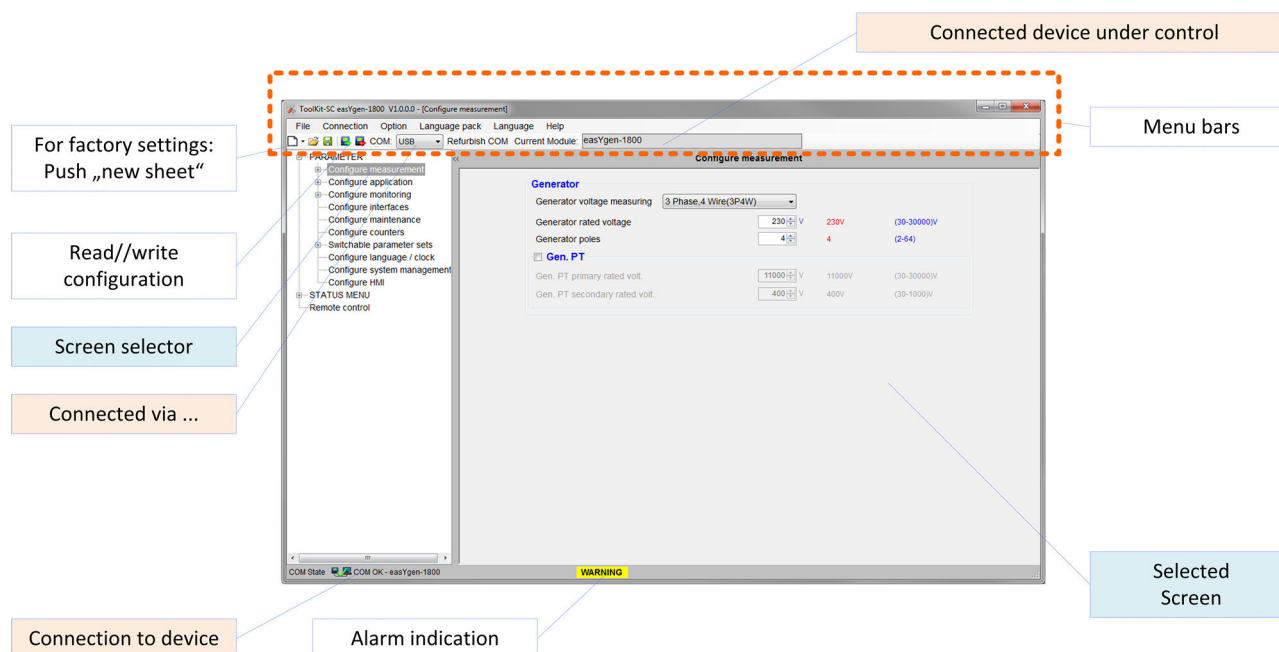 Connected device under control
ToolKit-SC easYgen-1800 V1.0.0.0 - [Configure measurement]
File Connection Option Language pack Language Help
Menu bars
For factory settings:
Push „new sheet“
COM: USB Refurbish COM Current Module: easYgen-1800
PARAMETER
<< Configure measurement
Configure measurement
Configure application
Configure monitoring
Configure interfaces
Configure maintenance
Configure counters
Switchable parameter sets
Configure language / clock
Configure system management
Configure HMI
STATUS MENU
Remote control
Generator
Generator voltage measuring 3 Phase,4 Wire(3P4W)
Generator rated voltage 230 V 230V (30-30000)V
Generator poles 4 4 (2-64)
Gen. PT
Gen. PT primary rated volt. 11000 V 11000V (30-30000)V
Gen. PT secondary rated volt. 400 V 400V (30-1000)V
Read//write
configuration
Screen selector
Connected via ...
COM State COM OK - easYgen-1800 WARNING
Selected
Screen
Connection to device
Alarm indication